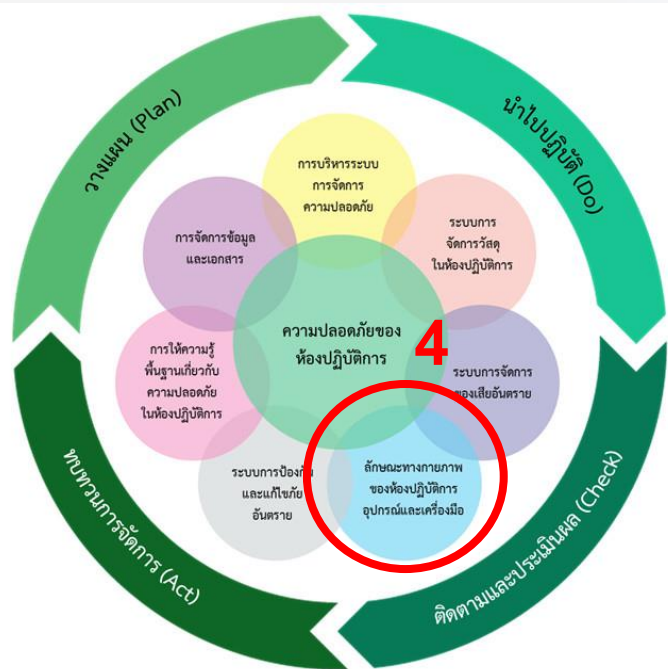 วางแผน (Plan)
นำไปปฏิบัติ (Do)
ติดตามและประเมินผล (Check)
ทบทวนการจัดการ (Act)
การบริหารระบบ
การจัดการ
ความปลอดภัย
ระบบการ
จัดการวัสดุ
ในห้องปฏิบัติการ
ระบบการจัดการ
ของเสียอันตราย
4
ลักษณะทางกายภาพ
ของห้องปฏิบัติการ
อุปกรณ์และเครื่องมือ
ระบบการป้องกัน
และแก้ไขภัย
อันตราย
การให้ความรู้
พื้นฐานเกี่ยวกับ
ความปลอดภัย
ในห้องปฏิบัติการ
การจัดการข้อมูล
และเอกสาร
ความปลอดภัยของ
ห้องปฏิบัติการ